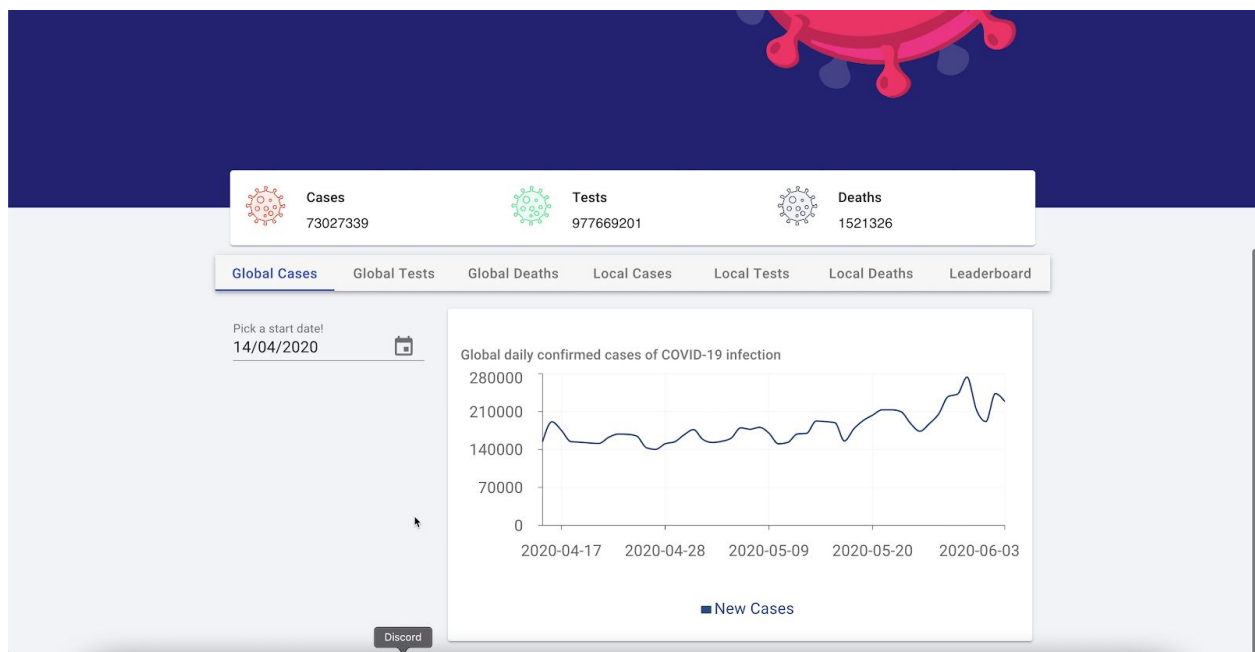 Cases
73027339
Tests
977669201
Deaths
1521326
Global Cases Global Tests Global Deaths Local Cases Local Tests Local Deaths Leaderboard
Pick a start date!
14/04/2020
Global daily confirmed cases of COVID-19 infection
280000
210000
140000
70000
0
2020-04-17 2020-04-28 2020-05-09 2020-05-20 2020-06-03
New Cases
Discord